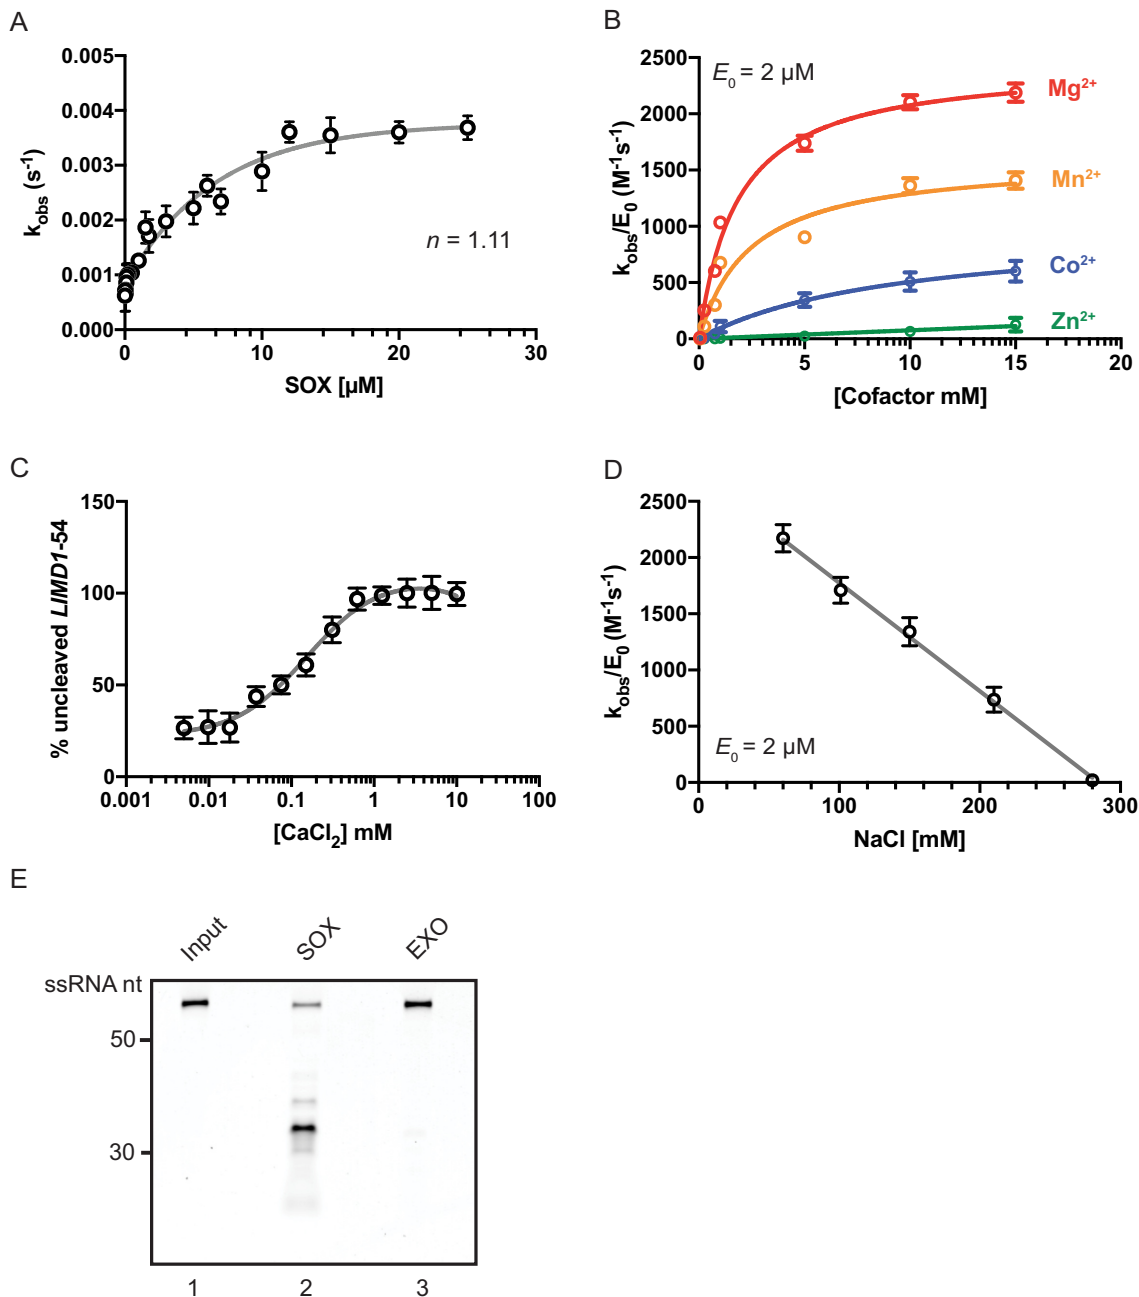 A
0.005
0.004
0.003
0.002
0.001
0.000
k_obs (s⁻¹)
n = 1.11
0 10 20 30
SOX [µM]
B
2500
2000
1500
1000
500
0
k_obs/E₀ (M⁻¹s⁻¹)
E₀ = 2 µM
Mg²⁺
Mn²⁺
Co²⁺
Zn²⁺
0 5 10 15 20
[Cofactor mM]
C
150
100
50
0
% uncleaved LIMD1-54
0.001 0.01 0.1 1 10 100
[CaCl₂] mM
D
2500
2000
1500
1000
500
0
k_obs/E₀ (M⁻¹s⁻¹)
E₀ = 2 µM
0 100 200 300
NaCl [mM]
E
Input SOX EXO
ssRNA nt
50
30
1 2 3